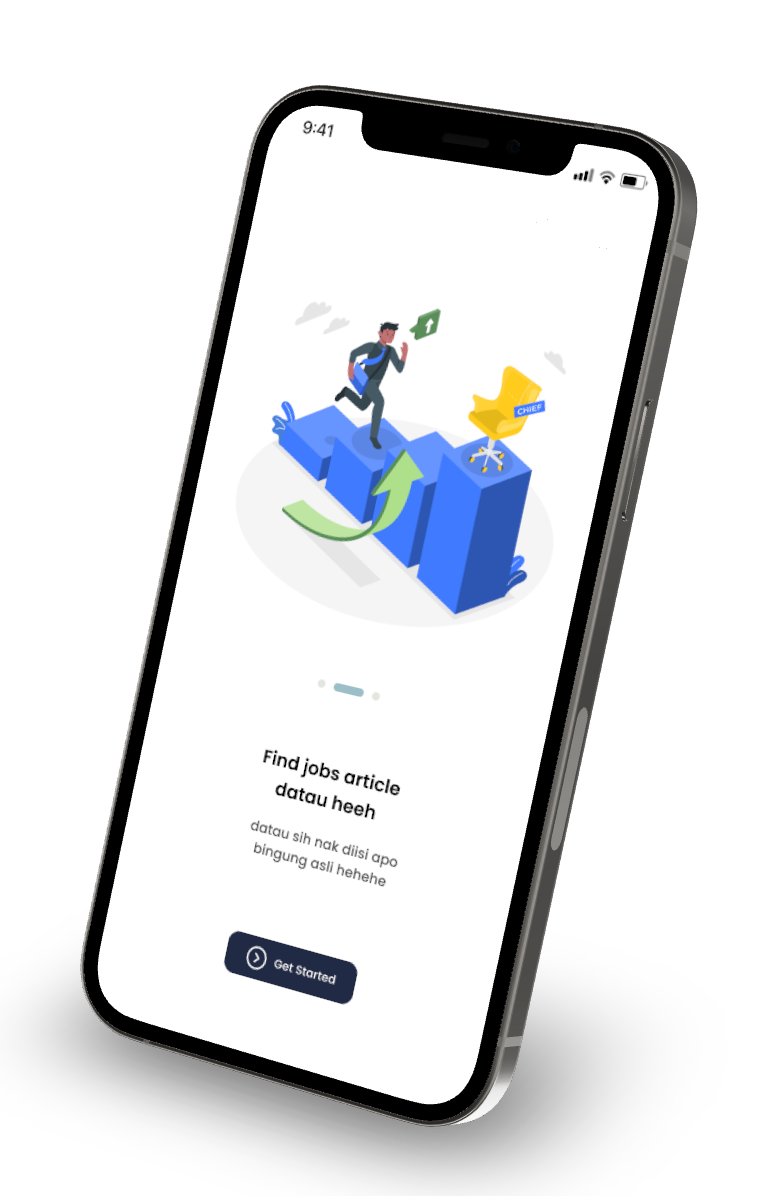 9:41
CHIEF
Find jobs article
datau heeh
datau sih nak diisi apo
bingung asli hehehe
Get Started